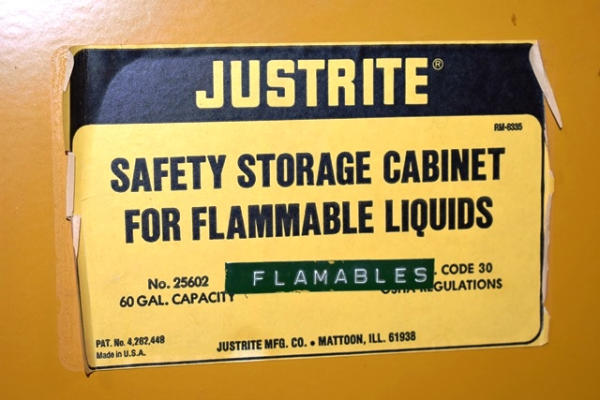 JUSTRITE®
RM-6335
SAFETY STORAGE CABINET
FOR FLAMMABLE LIQUIDS
No. 25602
60 GAL. CAPACITY
FLAMABLES
. CODE 30
GULATIONS
PAT. No. 4,262,448
Made in U.S.A.
JUSTRITE MFG. CO. • MATTOON, ILL. 61938